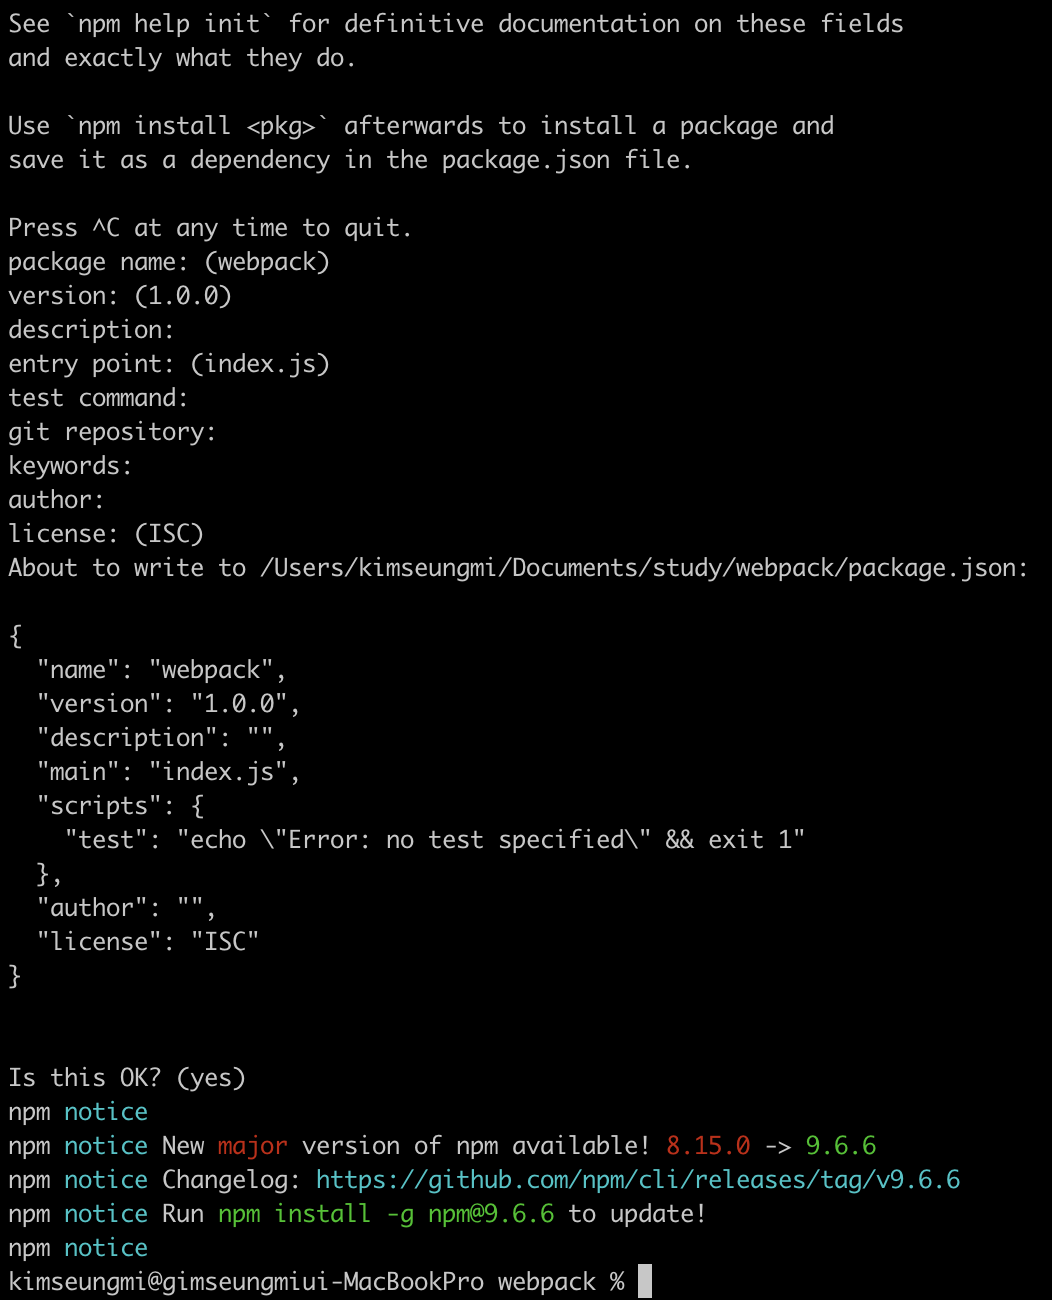 See `npm help init` for definitive documentation on these fields
and exactly what they do.
Use `npm install <pkg>` afterwards to install a package and
save it as a dependency in the package.json file.
Press ^C at any time to quit.
package name: (webpack)
version: (1.0.0)
description:
entry point: (index.js)
test command:
git repository:
keywords:
author:
license: (ISC)
About to write to /Users/kimseungmi/Documents/study/webpack/package.json:
{
  "name": "webpack",
  "version": "1.0.0",
  "description": "",
  "main": "index.js",
  "scripts": {
    "test": "echo \"Error: no test specified\" && exit 1"
  },
  "author": "",
  "license": "ISC"
}
Is this OK? (yes)
npm notice
npm notice New major version of npm available! 8.15.0 -> 9.6.6
npm notice Changelog: https://github.com/npm/cli/releases/tag/v9.6.6
npm notice Run npm install -g npm@9.6.6 to update!
npm notice
kimseungmi@gimseungmiui-MacBookPro webpack %